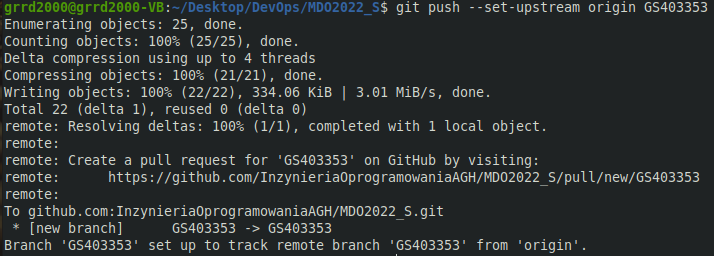 grrd2000@grrd2000-VB:~/Desktop/DevOps/MDO2022_S$ git push --set-upstream origin GS403353
Enumerating objects: 25, done.
Counting objects: 100% (25/25), done.
Delta compression using up to 4 threads
Compressing objects: 100% (21/21), done.
Writing objects: 100% (22/22), 334.06 KiB | 3.01 MiB/s, done.
Total 22 (delta 1), reused 0 (delta 0)
remote: Resolving deltas: 100% (1/1), completed with 1 local object.
remote:
remote: Create a pull request for 'GS403353' on GitHub by visiting:
remote:      https://github.com/InzynieriaOprogramowaniaAGH/MDO2022_S/pull/new/GS403353
remote:
To github.com:InzynieriaOprogramowaniaAGH/MDO2022_S.git
 * [new branch]      GS403353 -> GS403353
Branch 'GS403353' set up to track remote branch 'GS403353' from 'origin'.